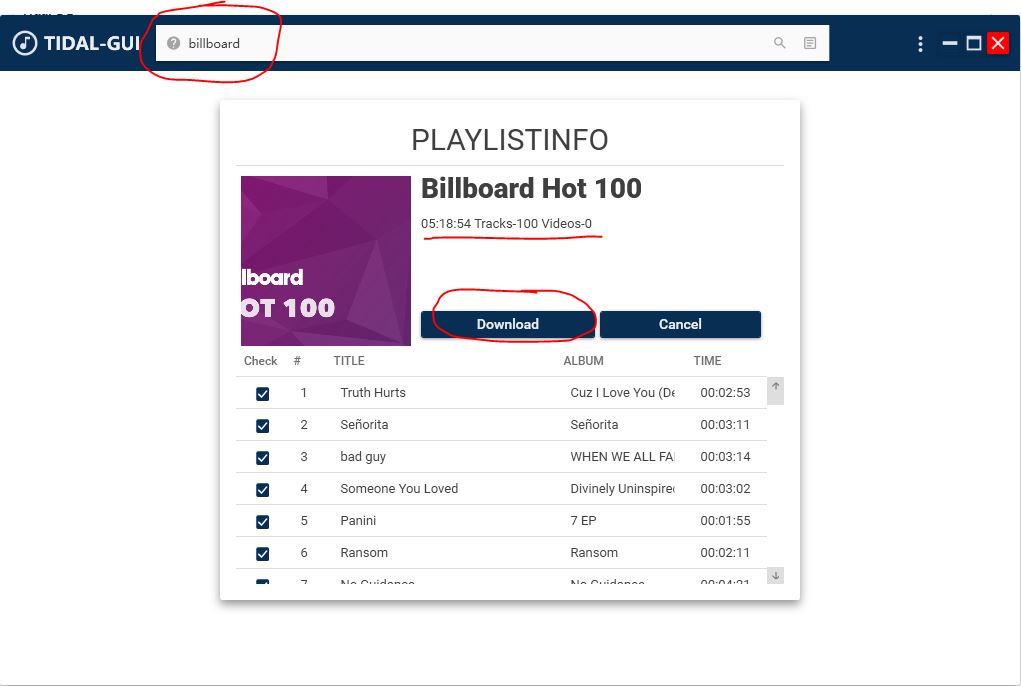 TIDAL-GUI
billboard
PLAYLISTINFO
lboard
OT 100
Billboard Hot 100
05:18:54 Tracks-100 Videos-0
Download Cancel
Check # TITLE ALBUM TIME
1 Truth Hurts Cuz I Love You (De 00:02:53
2 Señorita Señorita 00:03:11
3 bad guy WHEN WE ALL FA 00:03:14
4 Someone You Loved Divinely Uninspired 00:03:02
5 Panini 7 EP 00:01:55
6 Ransom Ransom 00:02:11
7 No Guidance No Guidance 00:04:21